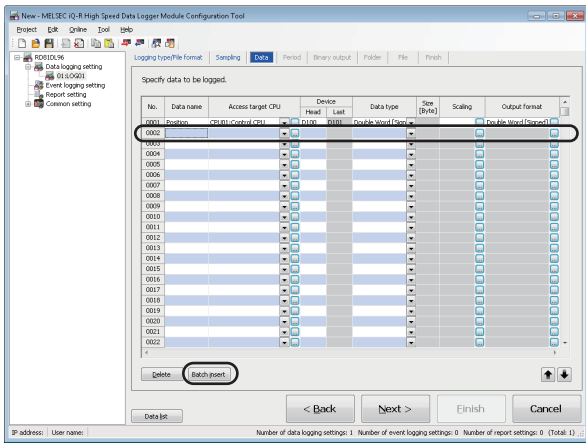 New - MELSEC iQ-R High Speed Data Logger Module Configuration Tool
Project Edit Online Tool Help
RD81DL96
Data logging setting
01:LOG01
Event logging setting
Report setting
Common setting
Logging type/File format Sampling Data Period Binary output Folder File Finish
Specify data to be logged.
No. Data name Access target CPU Device Data type Size [Byte] Scaling Output format
Head Last
0001 Position CPU01:Control CPU D100 D101 Double Word [Sign Double Word [Signed]
0002
0003
0004
0005
0006
0007
0008
0009
0010
0011
0012
0013
0014
0015
0016
0017
0018
0019
0020
0021
0022
Delete Batch insert
Data list < Back Next > Finish Cancel
IP address: User name: Number of data logging settings: 1 Number of event logging settings: 0 Number of report settings: 0 (Total: 1)